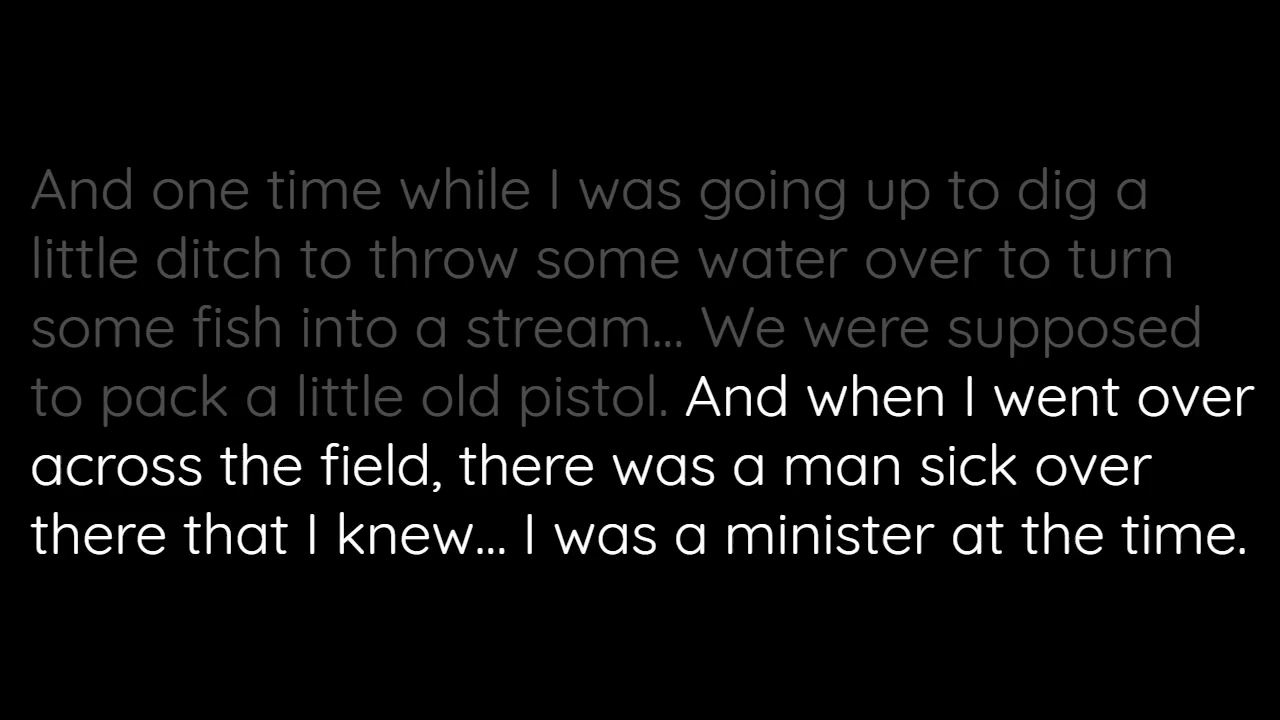 And one time while I was going up to dig a
little ditch to throw some water over to turn
some fish into a stream... We were supposed
to pack a little old pistol. And when I went over
across the field, there was a man sick over
there that I knew... I was a minister at the time.